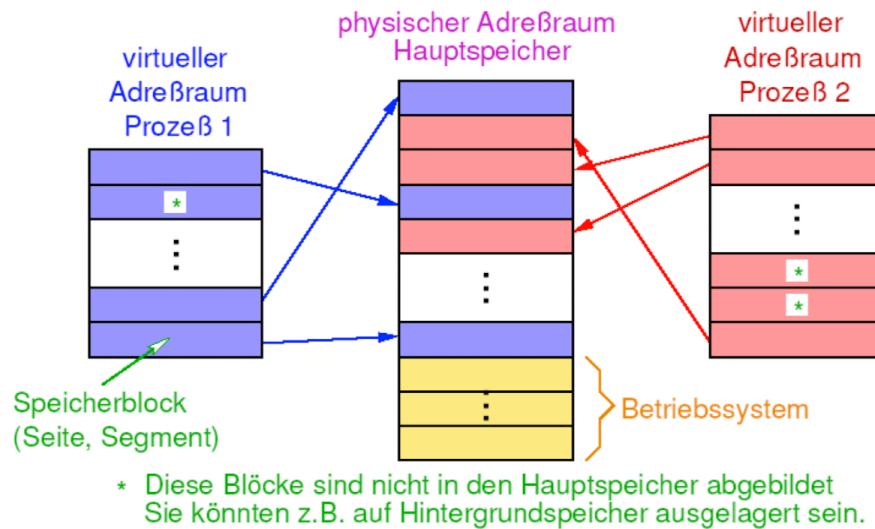 virtueller
Adreßraum
Prozeß 1
physischer Adreßraum
Hauptspeicher
virtueller
Adreßraum
Prozeß 2
*
*
*
Speicherblock
(Seite, Segment)
Betriebssystem
* Diese Blöcke sind nicht in den Hauptspeicher abgebildet
Sie könnten z.B. auf Hintergrundspeicher ausgelagert sein.